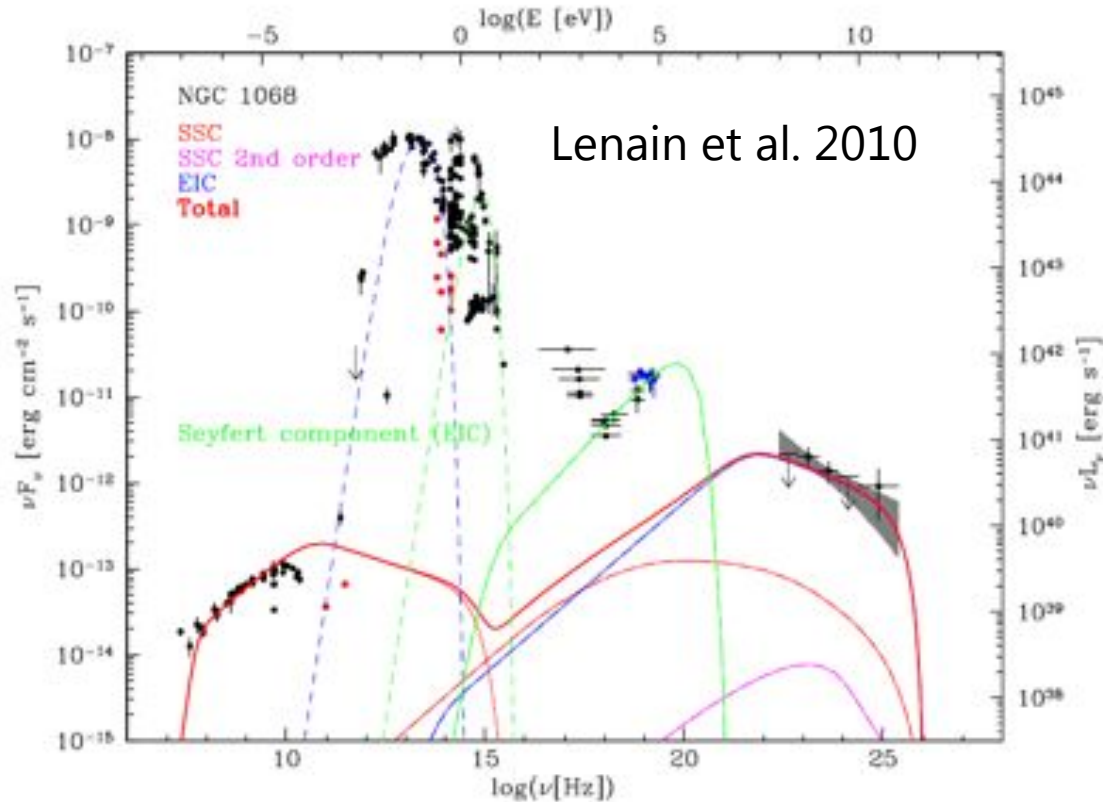 log(E [eV])
-5 0 5 10
10⁻⁷
10⁻⁸
10⁻⁹
10⁻¹⁰
10⁻¹¹
10⁻¹²
10⁻¹³
10⁻¹⁴
10⁻¹⁵
νFᵥ [erg cm⁻² s⁻¹]
NGC 1068
SSC
SSC 2nd order
EIC
Total
Lenain et al. 2010
Seyfert component (EIC)
10⁴⁵
10⁴⁴
10⁴³
10⁴²
10⁴¹
10⁴⁰
10³⁹
10³⁸
νLᵥ [erg s⁻¹]
10 15 20 25
log(ν[Hz])